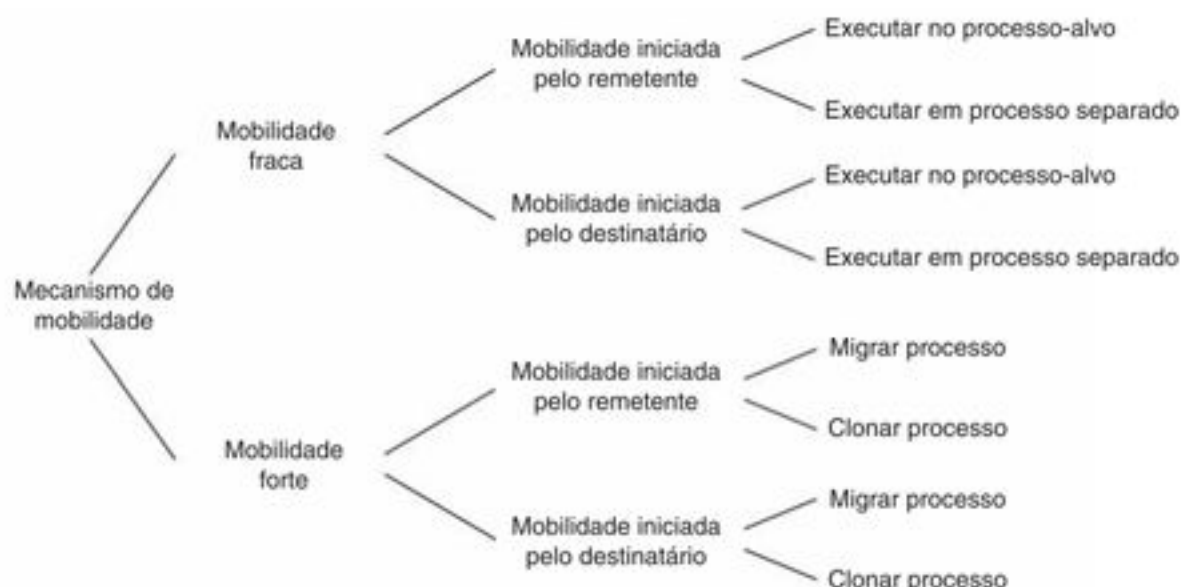 Executar no processo-alvo
Mobilidade iniciada
pelo remetente
Executar em processo separado
Mobilidade
fraca
Executar no processo-alvo
Mobilidade iniciada
pelo destinatário
Executar em processo separado
Mecanismo de
mobilidade
Migrar processo
Mobilidade iniciada
pelo remetente
Clonar processo
Mobilidade
forte
Migrar processo
Mobilidade iniciada
pelo destinatário
Clonar processo